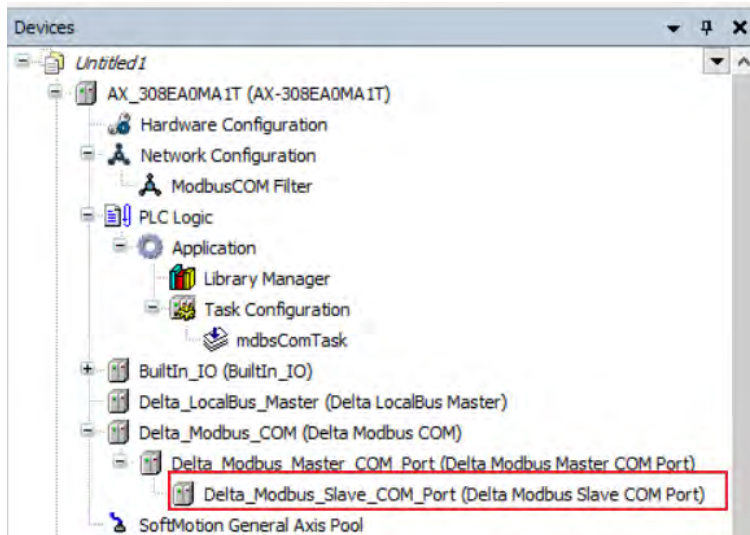 Devices
Untitled1
AX_308EA0MA1T (AX-308EA0MA1T)
Hardware Configuration
Network Configuration
ModbusCOM Filter
PLC Logic
Application
Library Manager
Task Configuration
mdbsComTask
BuiltIn_IO (BuiltIn_IO)
Delta_LocalBus_Master (Delta LocalBus Master)
Delta_Modbus_COM (Delta Modbus COM)
Delta_Modbus_Master_COM_Port (Delta Modbus Master COM Port)
Delta_Modbus_Slave_COM_Port (Delta Modbus Slave COM Port)
SoftMotion General Axis Pool